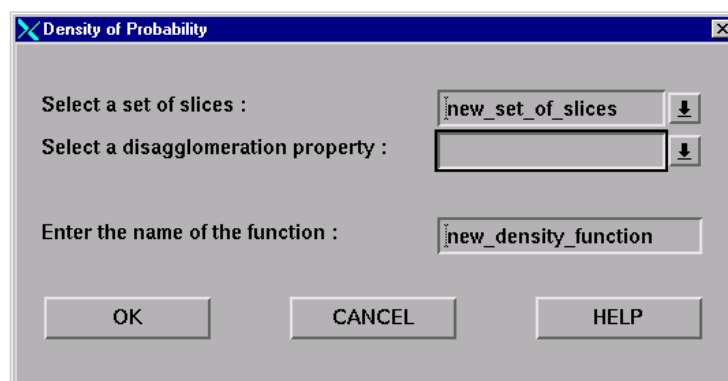 Density of Probability
Select a set of slices : new_set_of_slices
Select a disagglomeration property :
Enter the name of the function : new_density_function
OK CANCEL HELP